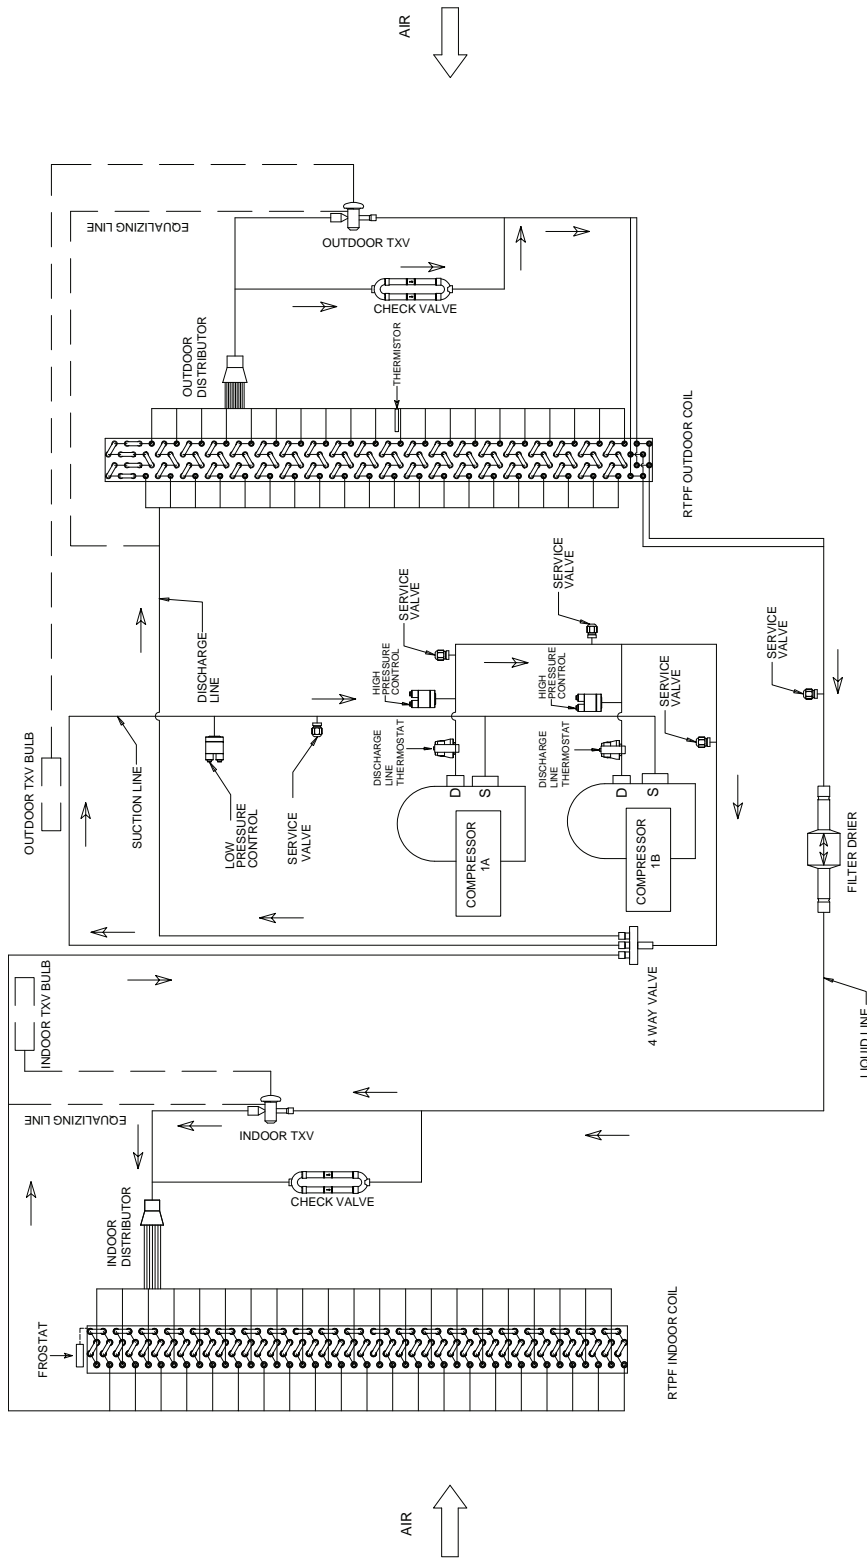 AIR
EQUALIZING LINE
OUTDOOR TXV
CHECK VALVE
OUTDOOR
DISTRIBUTOR
THERMISTOR
RTPF OUTDOOR COIL
DISCHARGE
LINE
OUTDOOR TXV BULB
SUCTION LINE
LOW
PRESSURE
CONTROL
SERVICE
VALVE
HIGH
PRESSURE
CONTROL
SERVICE
VALVE
DISCHARGE
LINE
THERMOSTAT
D
S
COMPRESSOR
1A
SERVICE
VALVE
HIGH
PRESSURE
CONTROL
DISCHARGE
LINE
THERMOSTAT
D
S
COMPRESSOR
1B
SERVICE
VALVE
SERVICE
VALVE
FILTER DRIER
4 WAY VALVE
LIQUID LINE
INDOOR TXV BULB
EQUALIZING LINE
INDOOR TXV
CHECK VALVE
INDOOR
DISTRIBUTOR
FROSTAT
RTPF INDOOR COIL
AIR